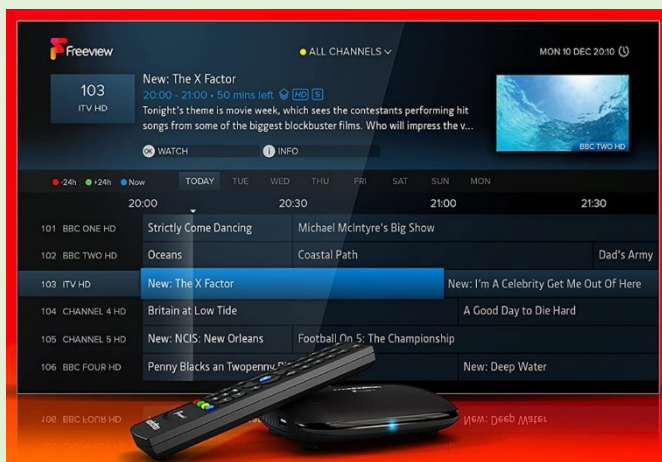 Freeview
ALL CHANNELS
MON 10 DEC 20:10
103
ITV HD
New: The X Factor
20:00 - 21:00 • 50 mins left HD S
Tonight's theme is movie week, which sees the contestants performing hit
songs from some of the biggest blockbuster films. Who will impress the v...
OK WATCH
i INFO
BBC TWO HD
-24h +24h Now TODAY TUE WED THU FRI SAT SUN MON
20:00 20:30 21:00 21:30
101 BBC ONE HD Strictly Come Dancing Michael McIntyre's Big Show
102 BBC TWO HD Oceans Coastal Path Dad's Army
103 ITV HD New: The X Factor New: I'm A Celebrity Get Me Out Of Here
104 CHANNEL 4 HD Britain at Low Tide A Good Day to Die Hard
105 CHANNEL 5 HD New: NCIS: New Orleans Football On 5: The Championship
106 BBC FOUR HD Penny Blacks an Twopenny New: Deep Water